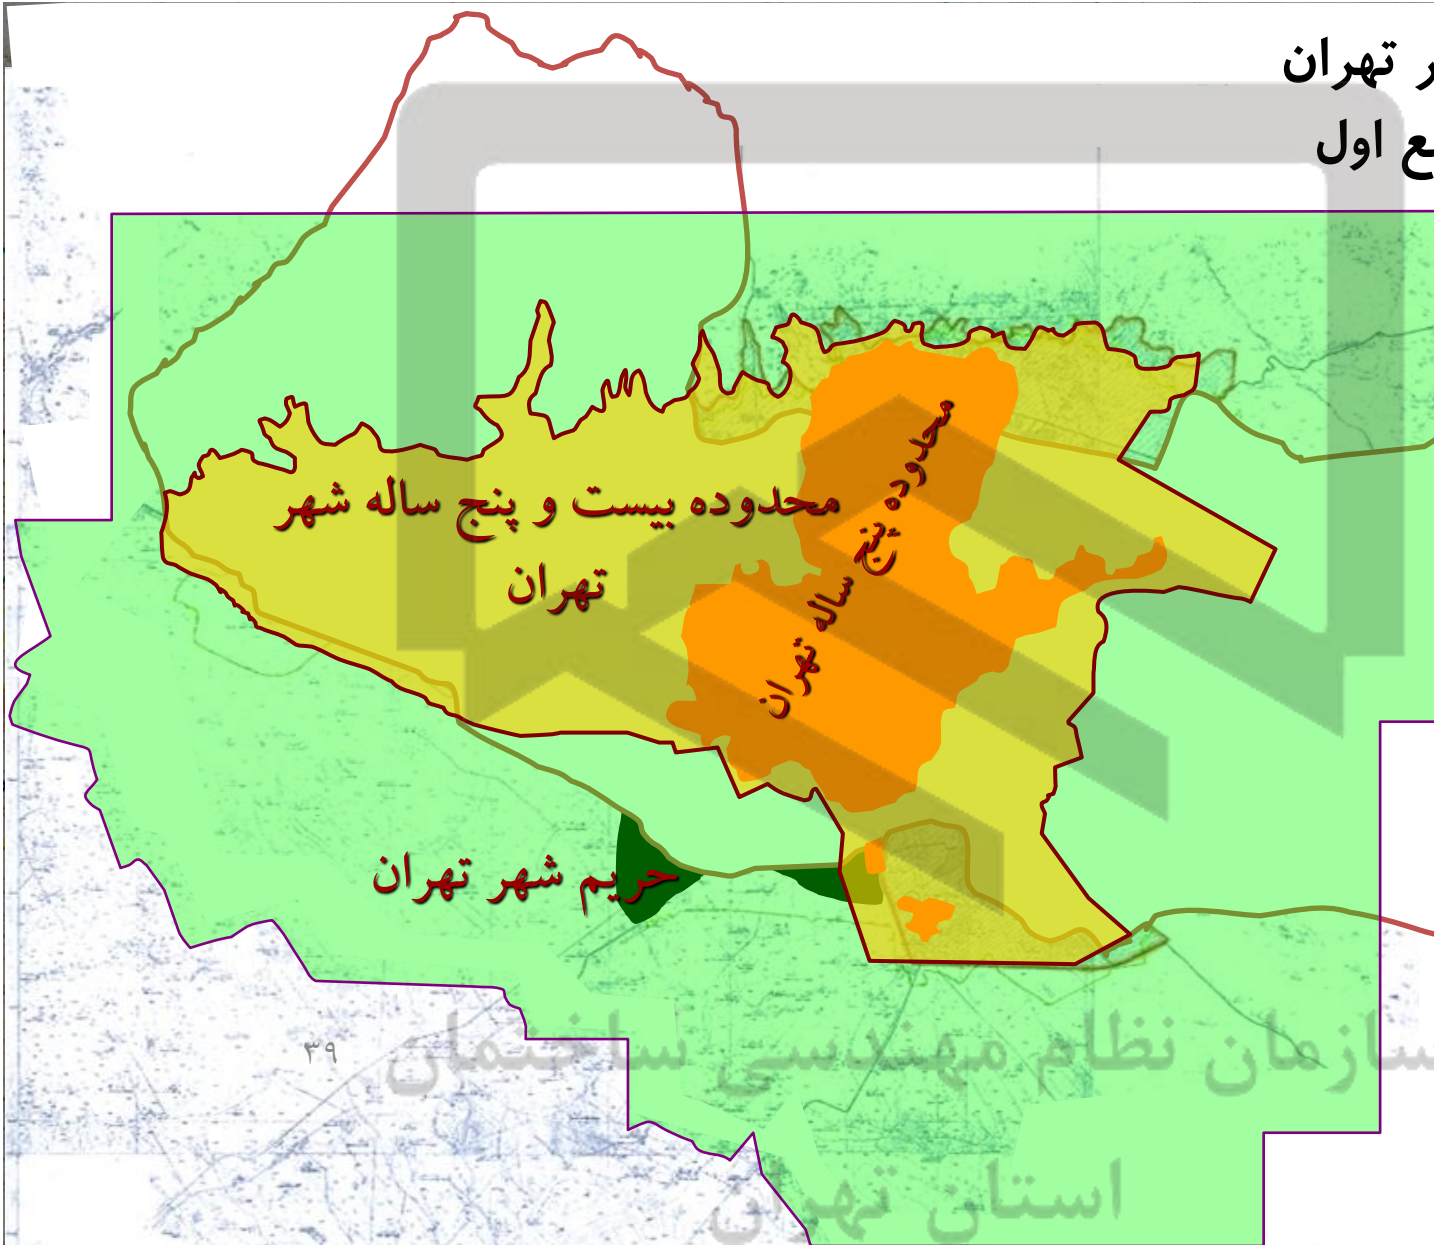 ر تهران
ع اول
محدوده بیست و پنج ساله شهر
تهران
محدوده پنج ساله تهران
حریم شهر تهران
۳۹
سازمان نظام مهندسی ساختمان
استان تهران